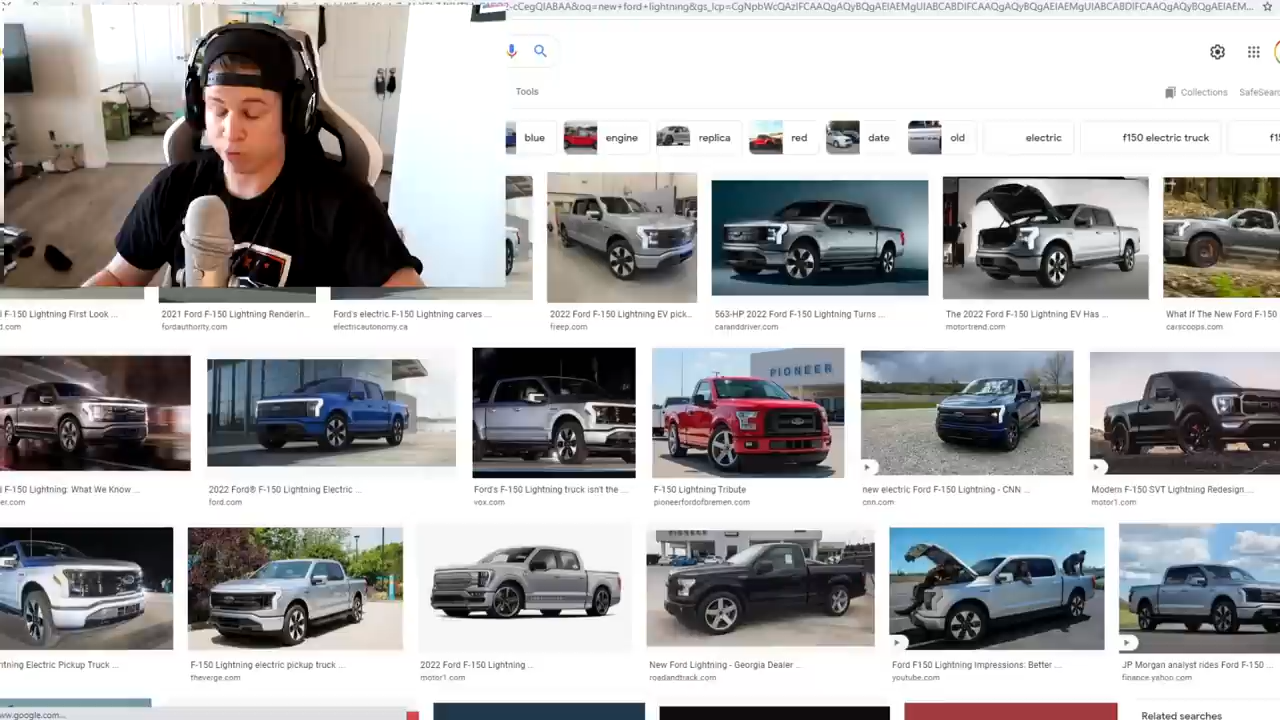 Tools
Collections
SafeSearc
blue
engine
replica
red
date
old
electric
f150 electric truck
f1
l F-150 Lightning First Look ...
d.com
2021 Ford F-150 Lightning Renderin...
fordauthority.com
Ford's electric F-150 Lightning carves ...
electricautonomy.ca
2022 Ford F-150 Lightning EV pick..
freep.com
563-HP 2022 Ford F-150 Lightning Turns ...
caranddriver.com
The 2022 Ford F-150 Lightning EV Has ...
motortrend.com
What If The New Ford F-150
carscoops.com
PIONEER
F-150 Lightning: What We Know ...
er.com
2022 Ford® F-150 Lightning Electric ...
ford.com
Ford's F-150 Lightning truck isn't the ...
vox.com
F-150 Lightning Tribute
pioneerfordofbremen.com
new electric Ford F-150 Lightning - CNN ...
cnn.com
Modern F-150 SVT Lightning Redesign ...
motor1.com
htning Electric Pickup Truck ...
F-150 Lightning electric pickup truck ...
theverge.com
2022 Ford F-150 Lightning ...
motor1.com
New Ford Lightning - Georgia Dealer ...
roadandtrack.com
Ford F150 Lightning Impressions: Better ...
youtube.com
JP Morgan analyst rides Ford F-150 ...
finance.yahoo.com
ww.google.com...
Related searches